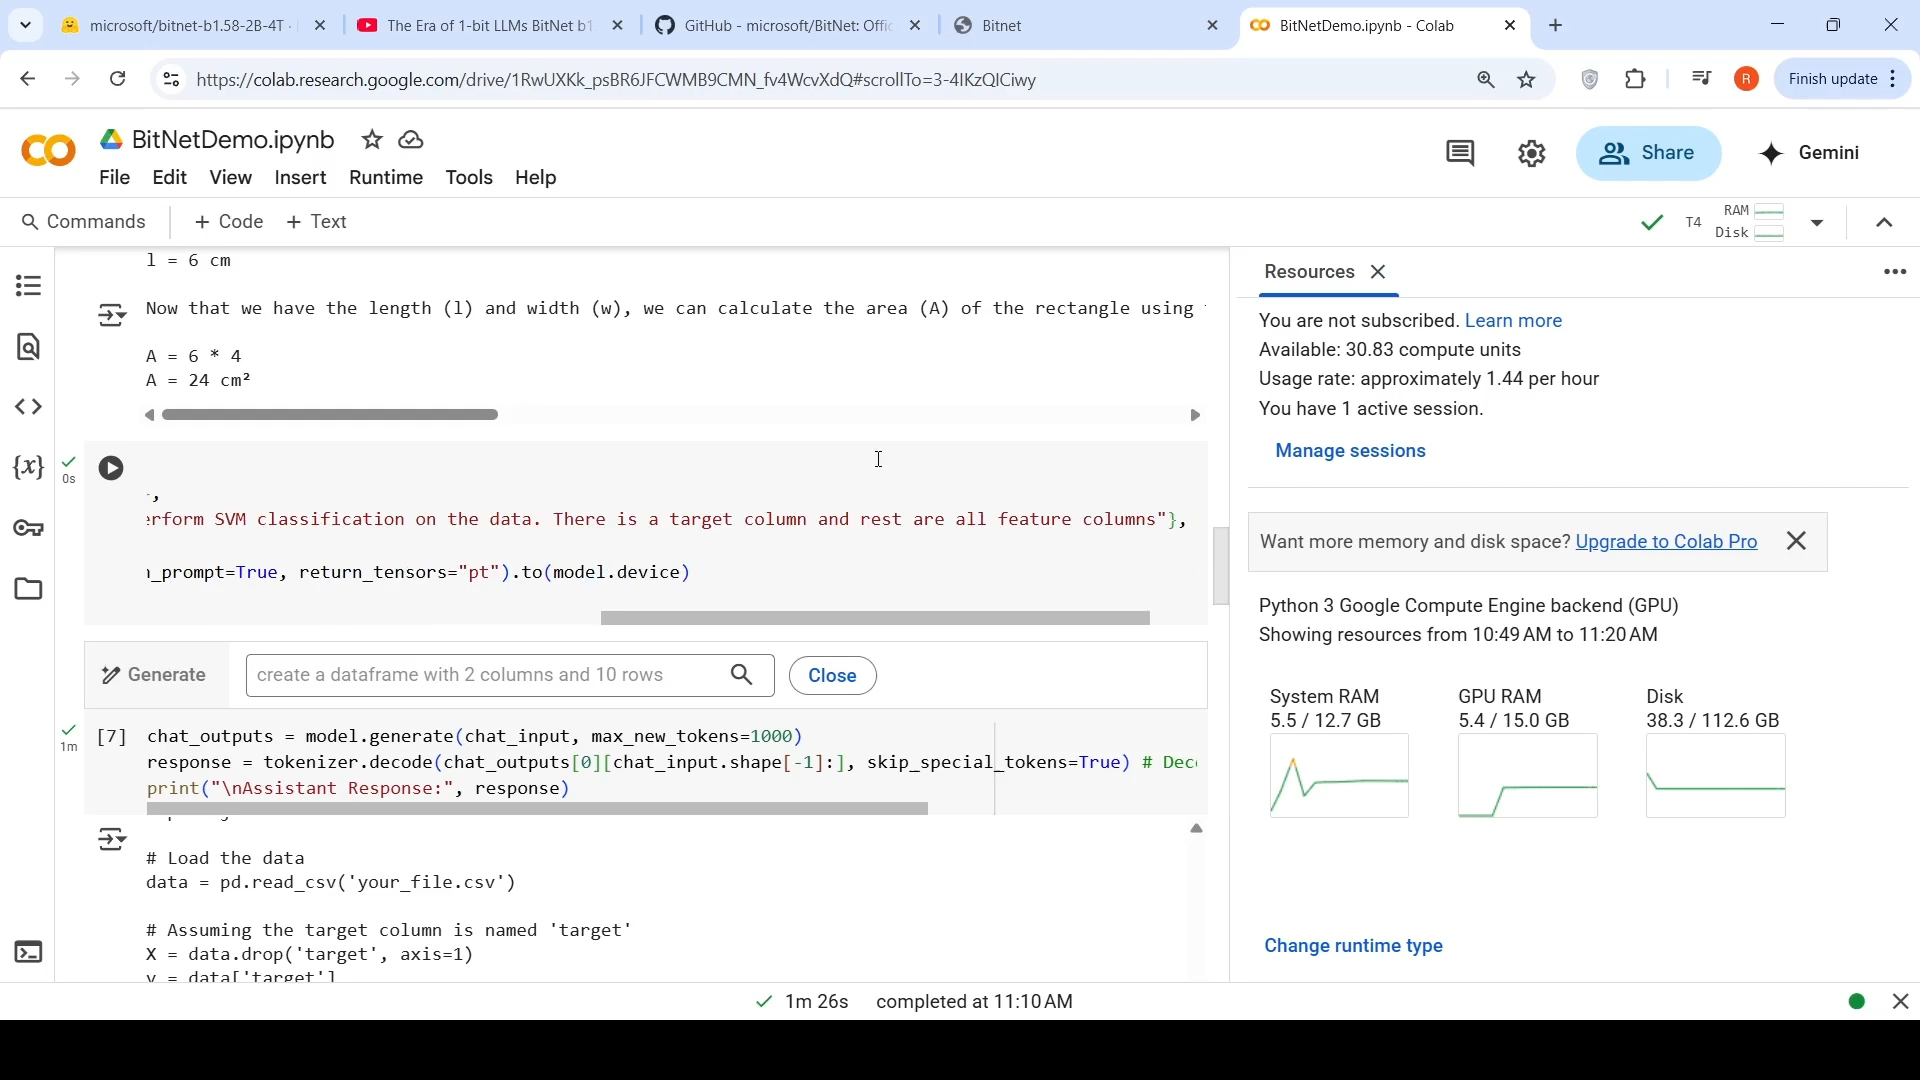 microsoft/bitnet-b1.58-2B-4T ·
The Era of 1-bit LLMs BitNet b1
GitHub - microsoft/BitNet: Offic
Bitnet
BitNetDemo.ipynb - Colab
https://colab.research.google.com/drive/1RwUXKk_psBR6JFCWMB9CMN_fv4WcvXdQ#scrollTo=3-4IKzQICiwy
R
Finish update
BitNetDemo.ipynb
File Edit View Insert Runtime Tools Help
Share
Gemini
Commands
+ Code + Text
T4
RAM
Disk
l = 6 cm
Now that we have the length (l) and width (w), we can calculate the area (A) of the rectangle using
A = 6 * 4
A = 24 cm²
0s
,
erform SVM classification on the data. There is a target column and rest are all feature columns"},
_prompt=True, return_tensors="pt").to(model.device)
Generate
create a dataframe with 2 columns and 10 rows
Close
1m
[7]
chat_outputs = model.generate(chat_input, max_new_tokens=1000)
response = tokenizer.decode(chat_outputs[0][chat_input.shape[-1]:], skip_special_tokens=True) # Deco
print("\nAssistant Response:", response)
# Load the data
data = pd.read_csv('your_file.csv')
# Assuming the target column is named 'target'
X = data.drop('target', axis=1)
y = data['target']
Resources
You are not subscribed. Learn more
Available: 30.83 compute units
Usage rate: approximately 1.44 per hour
You have 1 active session.
Manage sessions
Want more memory and disk space? Upgrade to Colab Pro
Python 3 Google Compute Engine backend (GPU)
Showing resources from 10:49 AM to 11:20 AM
System RAM
5.5 / 12.7 GB
GPU RAM
5.4 / 15.0 GB
Disk
38.3 / 112.6 GB
Change runtime type
1m 26s completed at 11:10 AM